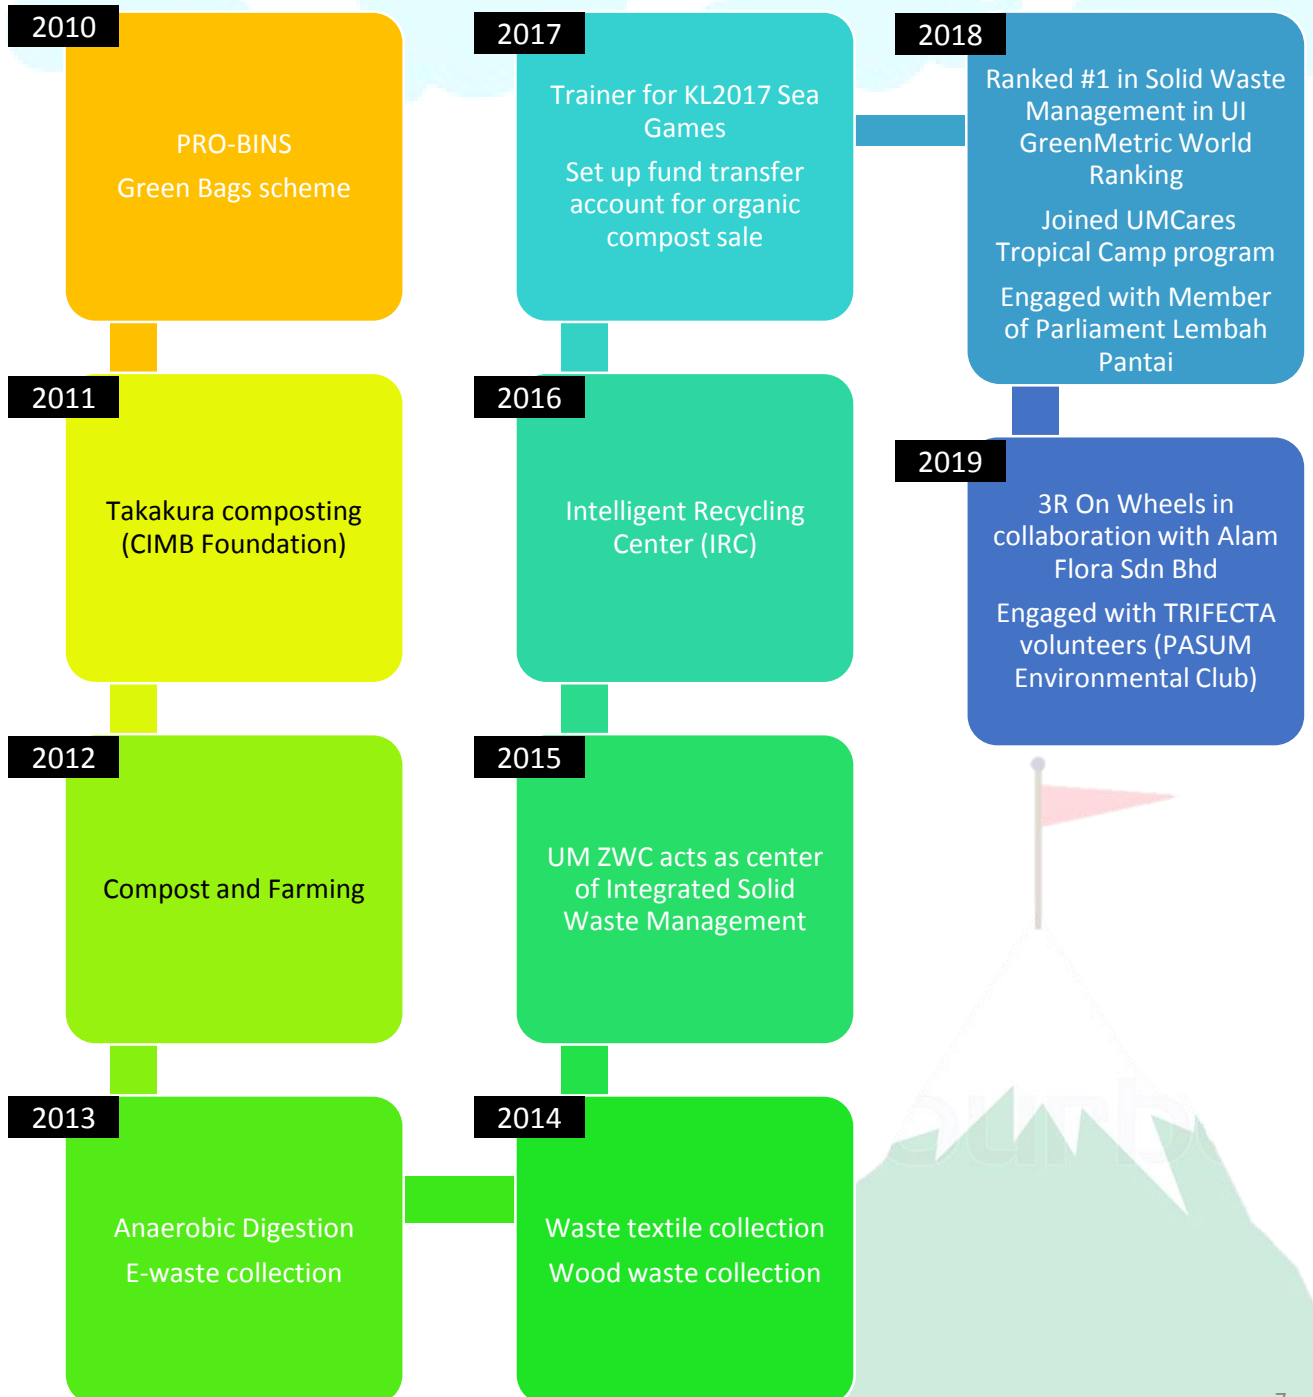 2010
PRO-BINS
Green Bags scheme
2011
Takakura composting
(CIMB Foundation)
2012
Compost and Farming
2013
Anaerobic Digestion
E-waste collection
2014
Waste textile collection
Wood waste collection
2015
UM ZWC acts as center
of Integrated Solid
Waste Management
2016
Intelligent Recycling
Center (IRC)
2017
Trainer for KL2017 Sea
Games
Set up fund transfer
account for organic
compost sale
2018
Ranked #1 in Solid Waste
Management in UI
GreenMetric World
Ranking
Joined UMCares
Tropical Camp program
Engaged with Member
of Parliament Lembah
Pantai
2019
3R On Wheels in
collaboration with Alam
Flora Sdn Bhd
Engaged with TRIFECTA
volunteers (PASUM
Environmental Club)